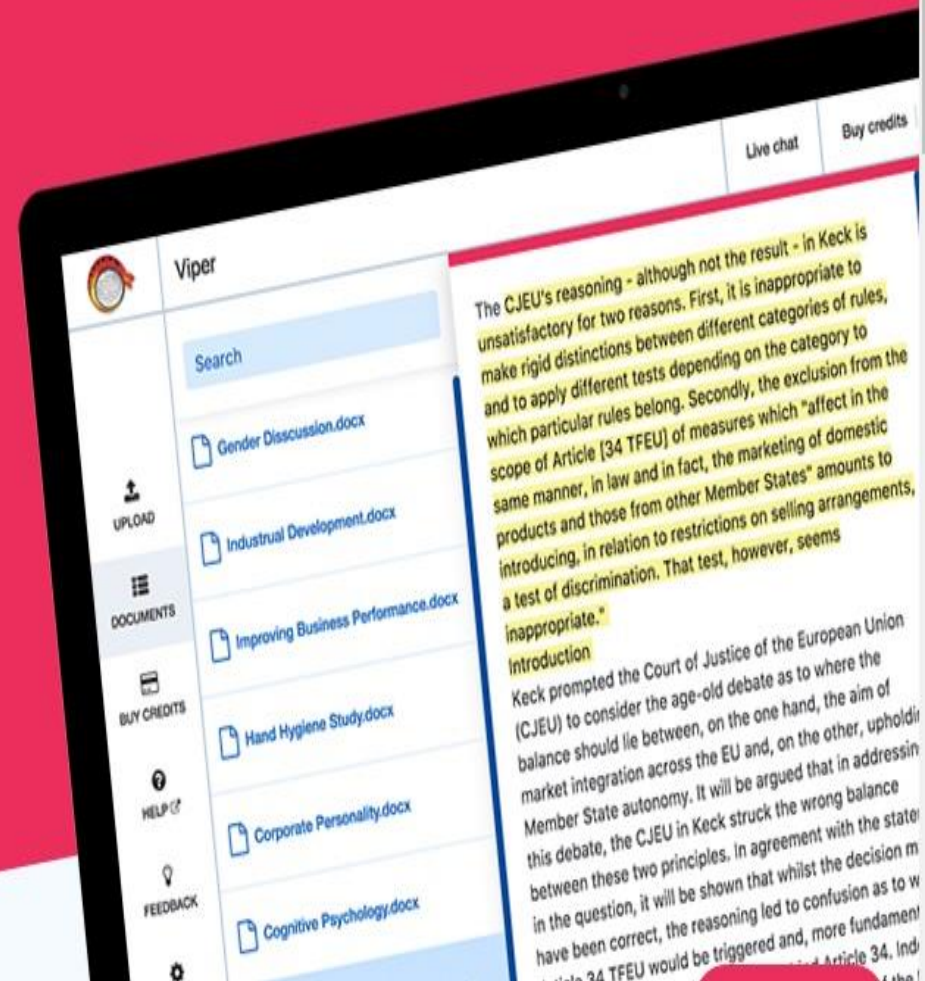 Live chat
Buy credits
Viper
Search
UPLOAD
DOCUMENTS
BUY CREDITS
HELP
FEEDBACK
Gender Disscussion.docx
Industrual Development.docx
Improving Business Performance.docx
Hand Hygiene Study.docx
Corporate Personality.docx
Cognitive Psychology.docx
The CJEU's reasoning - although not the result - in Keck is
unsatisfactory for two reasons. First, it is inappropriate to
make rigid distinctions between different categories of rules,
and to apply different tests depending on the category to
which particular rules belong. Secondly, the exclusion from the
scope of Article [34 TFEU] of measures which "affect in the
same manner, in law and in fact, the marketing of domestic
products and those from other Member States" amounts to
introducing, in relation to restrictions on selling arrangements,
a test of discrimination. That test, however, seems
inappropriate."
Introduction
Keck prompted the Court of Justice of the European Union
(CJEU) to consider the age-old debate as to where the
balance should lie between, on the one hand, the aim of
market integration across the EU and, on the other,
Member State autonomy. It will be argued that in
this debate, the CJEU in Keck struck the wrong balance
between these two principles. In agreement with the
in the question, it will be shown that whilst the decision
have been correct, the reasoning led to confusion as to
34 TFEU would be triggered and, more
Article 34.